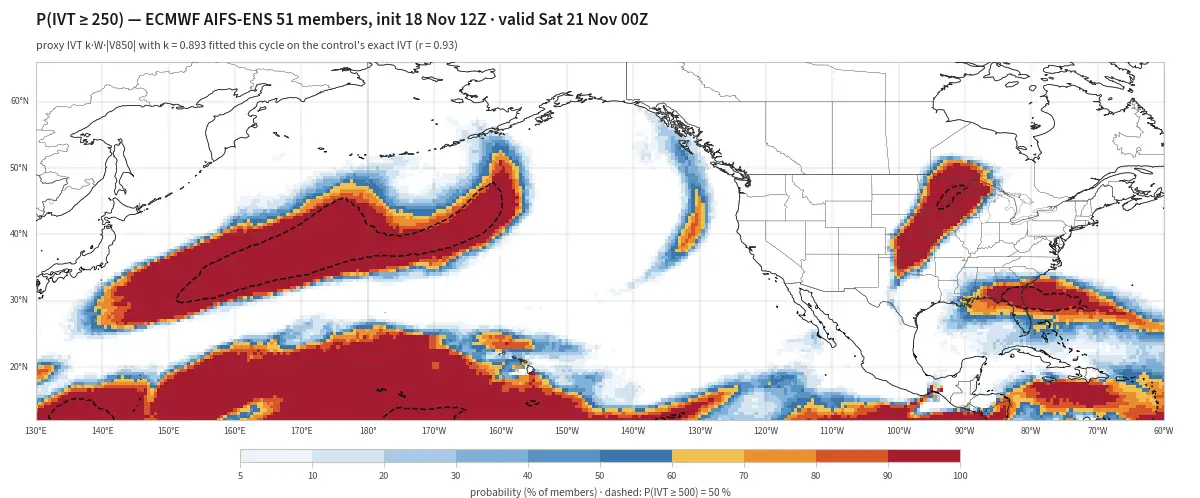 P(IVT ≥ 250) — ECMWF AIFS-ENS 51 members, init 18 Nov 12Z · valid Sat 21 Nov 00Z
proxy IVT k·W·|V850| with k = 0.893 fitted this cycle on the control's exact IVT (r = 0.93)
60°N
50°N
40°N
30°N
20°N
130°E 140°E 150°E 160°E 170°E 180° 170°W 160°W 150°W 140°W 130°W 120°W 110°W 100°W 90°W 80°W 70°W 60°W
5 10 20 30 40 50 60 70 80 90 100
probability (% of members) · dashed: P(IVT ≥ 500) = 50 %